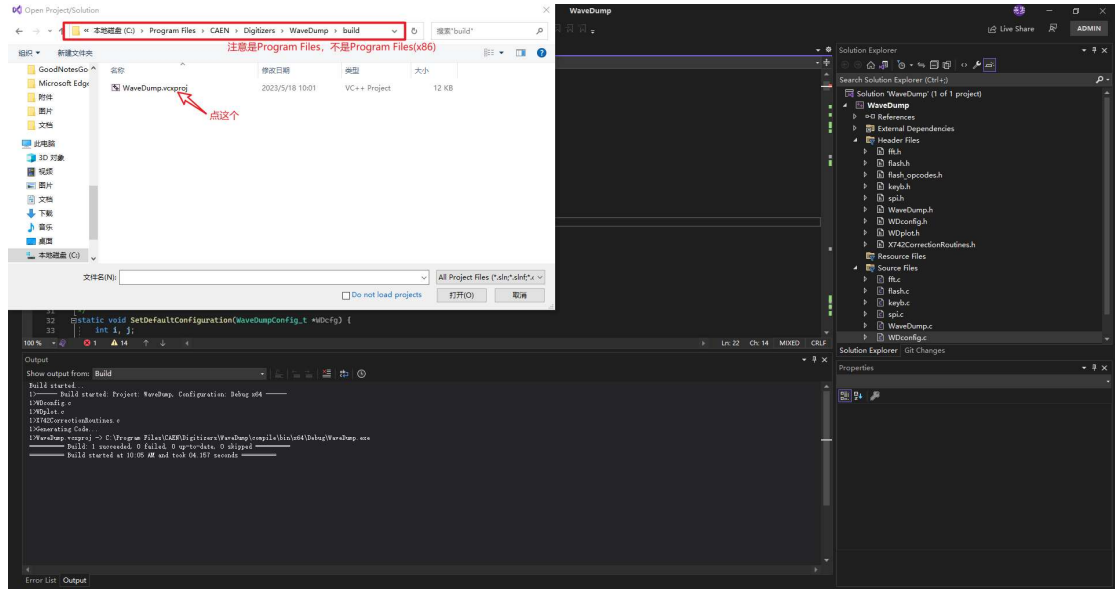 Open Project/Solution
WaveDump
« 本地磁盘 (C:) › Program Files › CAEN › Digitizers › WaveDump › build
搜索"build"
Live Share
ADMIN
组织
新建文件夹
注意是Program Files，不是Program Files(x86)
Solution Explorer
GoodNotesGo
名称
修改日期
类型
大小
Search Solution Explorer (Ctrl+;)
Microsoft Edge
WaveDump.vcxproj
2023/5/18 10:01
VC++ Project
12 KB
点这个
附件
图片
文档
此电脑
3D 对象
视频
图片
文档
下载
音乐
桌面
本地磁盘 (C:)
文件名(N):
All Project Files (*.sln;*.slnf;*.v
Do not load projects
打开(O)
取消
Solution 'WaveDump' (1 of 1 project)
WaveDump
References
External Dependencies
Header Files
fft.h
flash.h
flash_opcodes.h
keyb.h
spi.h
WaveDump.h
WDconfig.h
WDplot.h
X742CorrectionRoutines.h
Resource Files
Source Files
fft.c
flash.c
keyb.c
spi.c
WaveDump.c
WDconfig.c
32 static void SetDefaultConfiguration(WaveDumpConfig_t *WDcfg) {
33 int i, j;
100 %
1
14
Ln: 22 Ch: 14 MIXED CRLF
Solution Explorer Git Changes
Output
Properties
Show output from: Build
Build started...
1>------ Build started: Project: WaveDump, Configuration: Debug x64 ------
1>WDconfig.c
1>WDplot.c
1>X742CorrectionRoutines.c
1>Generating Code...
1>WaveDump.vcxproj -> C:\Program Files\CAEN\Digitizers\WaveDump\compile\bin\x64\Debug\WaveDump.exe
========== Build: 1 succeeded, 0 failed, 0 up-to-date, 0 skipped ==========
========== Build started at 10:05 AM and took 04.157 seconds ==========
Error List Output